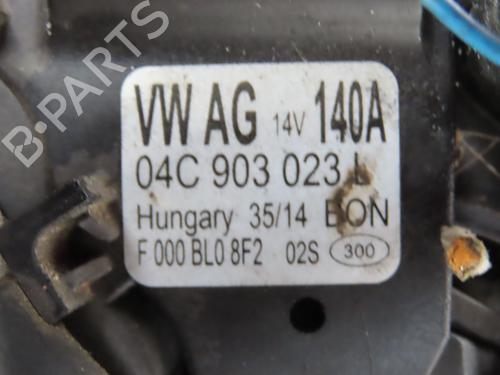 VW AG 14V 140A
04C 903 023 L
Hungary 35/14 BON
F 000 BL0 8F2 02S 300
B-PARTS